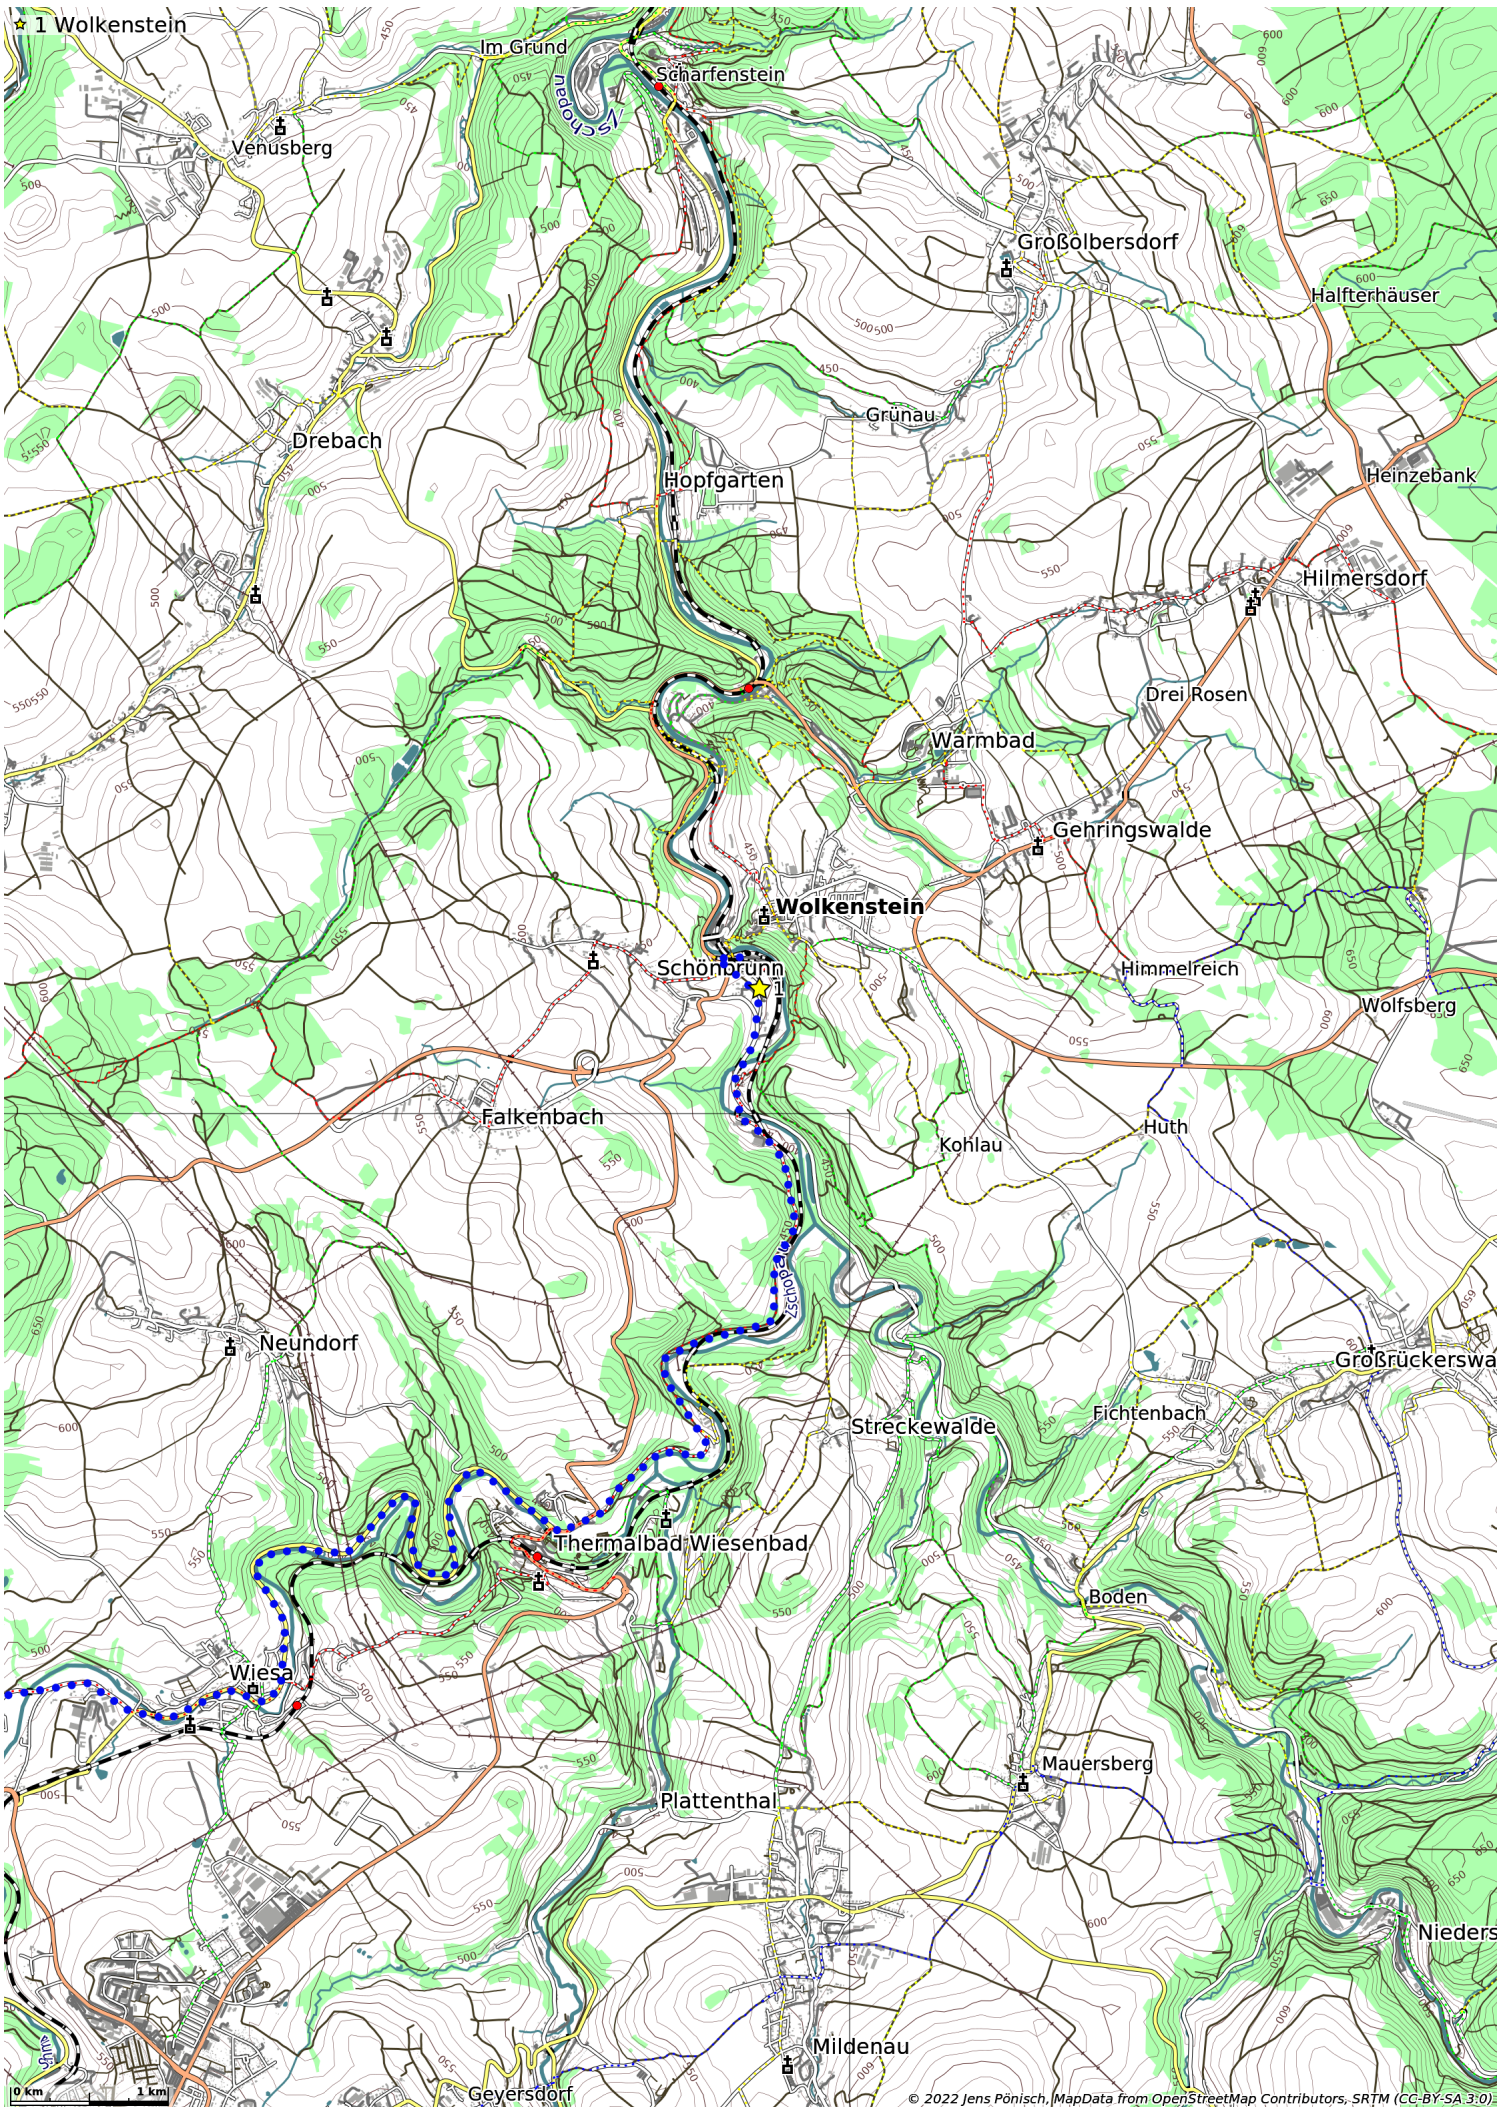 1 Wolkenstein
Im Grund
Scharfenstein
Zschopau
Venusberg
Großolbersdorf
Halfterhäuser
Grünau
Drebach
Heinzebank
Hopfgarten
Hilmersdorf
Drei Rosen
Warmbad
Gehringswalde
Wolkenstein
Schönbrunn
1
Himmelreich
Wolfsberg
Falkenbach
Huth
Kohlau
Zschopau
Neundorf
Großrückerswa
Fichtenbach
Streckewalde
Thermalbad Wiesenbad
Boden
Wiesa
Mauersberg
Plattenthal
Nieders
Mildenau
Geyersdorf
0 km 1 km
© 2022 Jens Pönisch, MapData from OpenStreetMap Contributors, SRTM (CC-BY-SA 3.0)